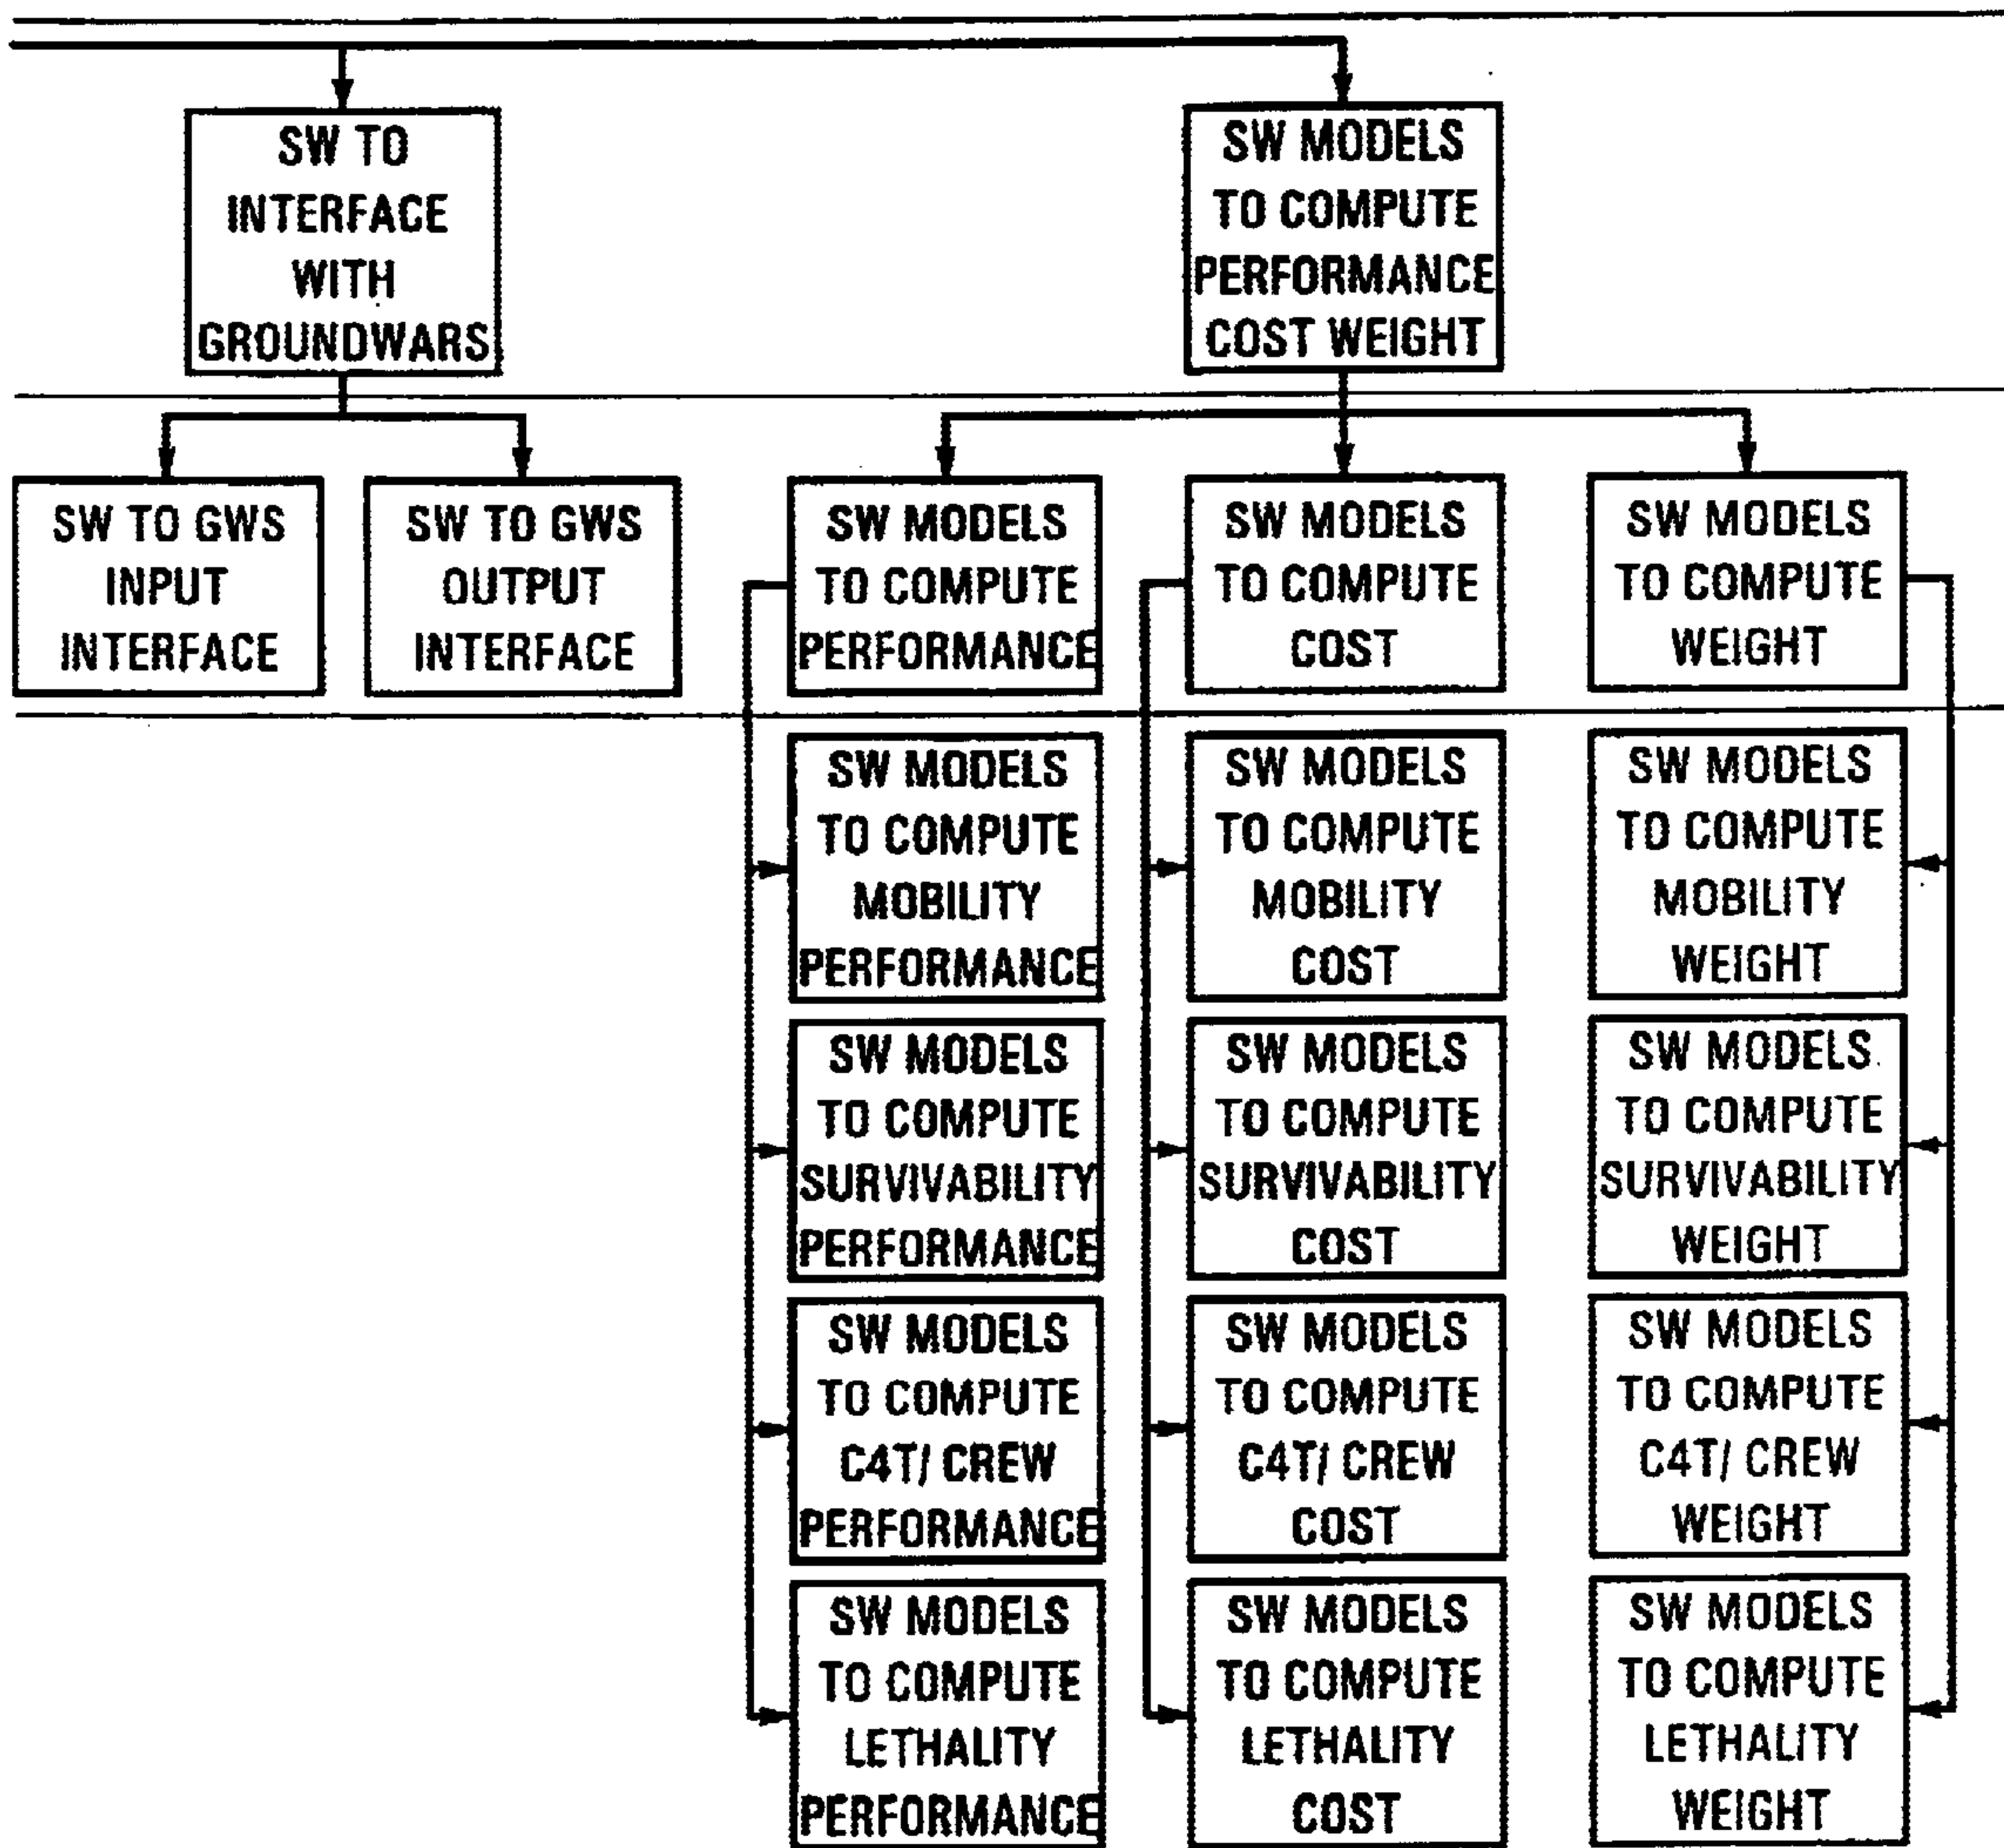 SW TO
INTERFACE
WITH
GROUNDWARS
SW MODELS
TO COMPUTE
PERFORMANCE
COST WEIGHT
SW TO GWS
INPUT
INTERFACE
SW TO GWS
OUTPUT
INTERFACE
SW MODELS
TO COMPUTE
PERFORMANCE
SW MODELS
TO COMPUTE
COST
SW MODELS
TO COMPUTE
WEIGHT
SW MODELS
TO COMPUTE
MOBILITY
PERFORMANCE
SW MODELS
TO COMPUTE
MOBILITY
COST
SW MODELS
TO COMPUTE
MOBILITY
WEIGHT
SW MODELS
TO COMPUTE
SURVIVABILITY
PERFORMANCE
SW MODELS
TO COMPUTE
SURVIVABILITY
COST
SW MODELS
TO COMPUTE
SURVIVABILITY
WEIGHT
SW MODELS
TO COMPUTE
C4T/ CREW
PERFORMANCE
SW MODELS
TO COMPUTE
C4T/ CREW
COST
SW MODELS
TO COMPUTE
C4T/ CREW
WEIGHT
SW MODELS
TO COMPUTE
LETHALITY
PERFORMANCE
SW MODELS
TO COMPUTE
LETHALITY
COST
SW MODELS
TO COMPUTE
LETHALITY
WEIGHT